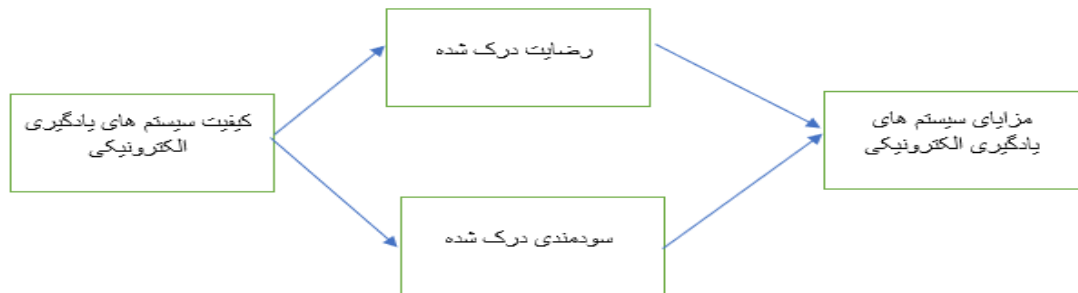 رضایت درک شده
کیفیت سیستم های یادگیری
الکترونیکی
مزایای سیستم های
یادگیری الکترونیکی
سودمندی درک شده